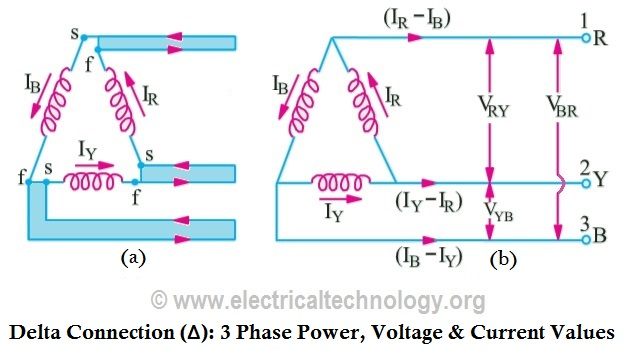 s
f
I_B
I_R
I_Y
s
f
s
f
(a)
(I_R – I_B)
1
R
I_B
I_R
V_RY
V_BR
2
Y
I_Y
(I_Y – I_R)
V_YB
3
B
(I_B – I_Y)
(b)
© www.electricaltechnology.org
Delta Connection (Δ): 3 Phase Power, Voltage & Current Values